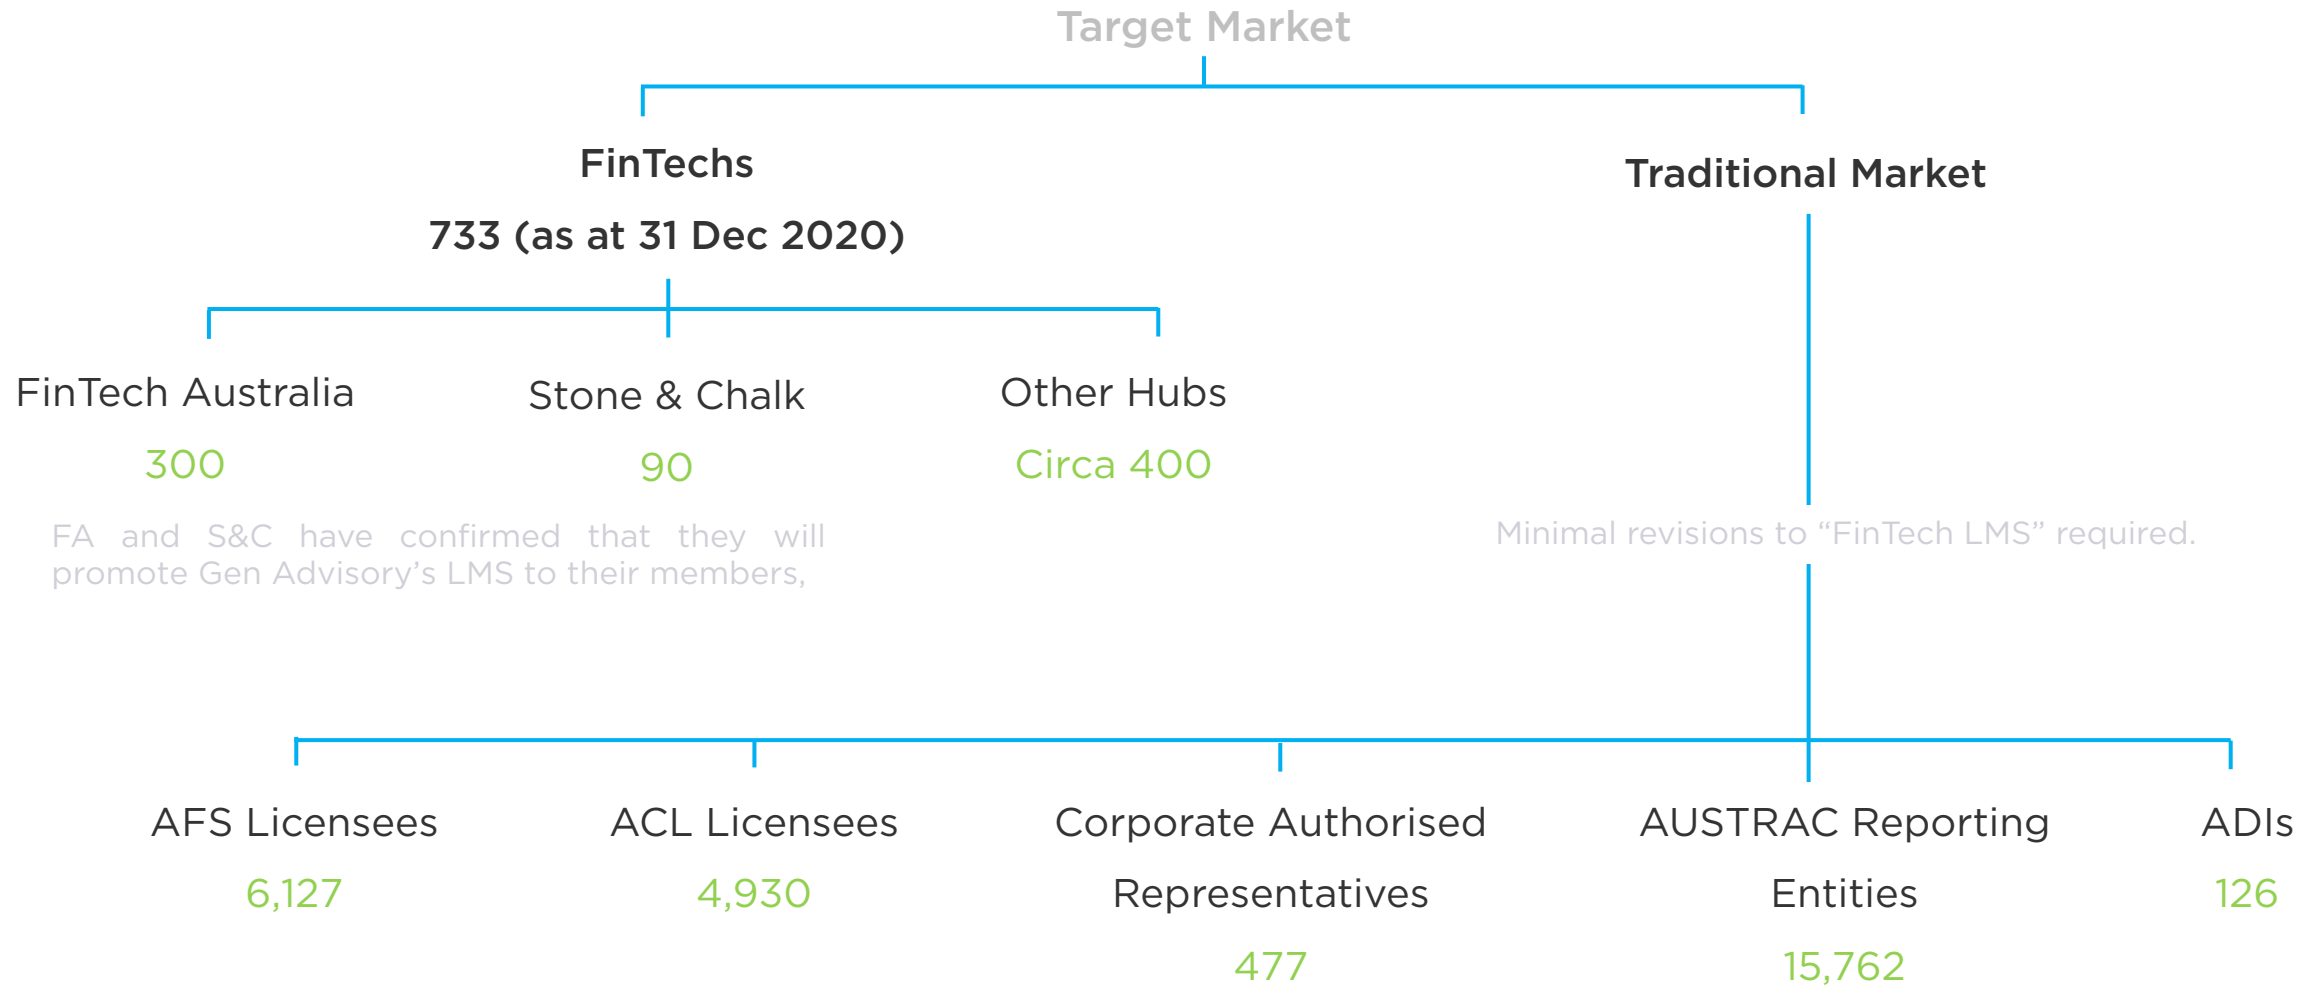 Target Market
FinTechs
733 (as at 31 Dec 2020)
Traditional Market
FinTech Australia
300
Stone & Chalk
90
Other Hubs
Circa 400
FA and S&C have confirmed that they will
promote Gen Advisory’s LMS to their members,
Minimal revisions to “FinTech LMS” required.
AFS Licensees
6,127
ACL Licensees
4,930
Corporate Authorised
Representatives
477
AUSTRAC Reporting
Entities
15,762
ADIs
126